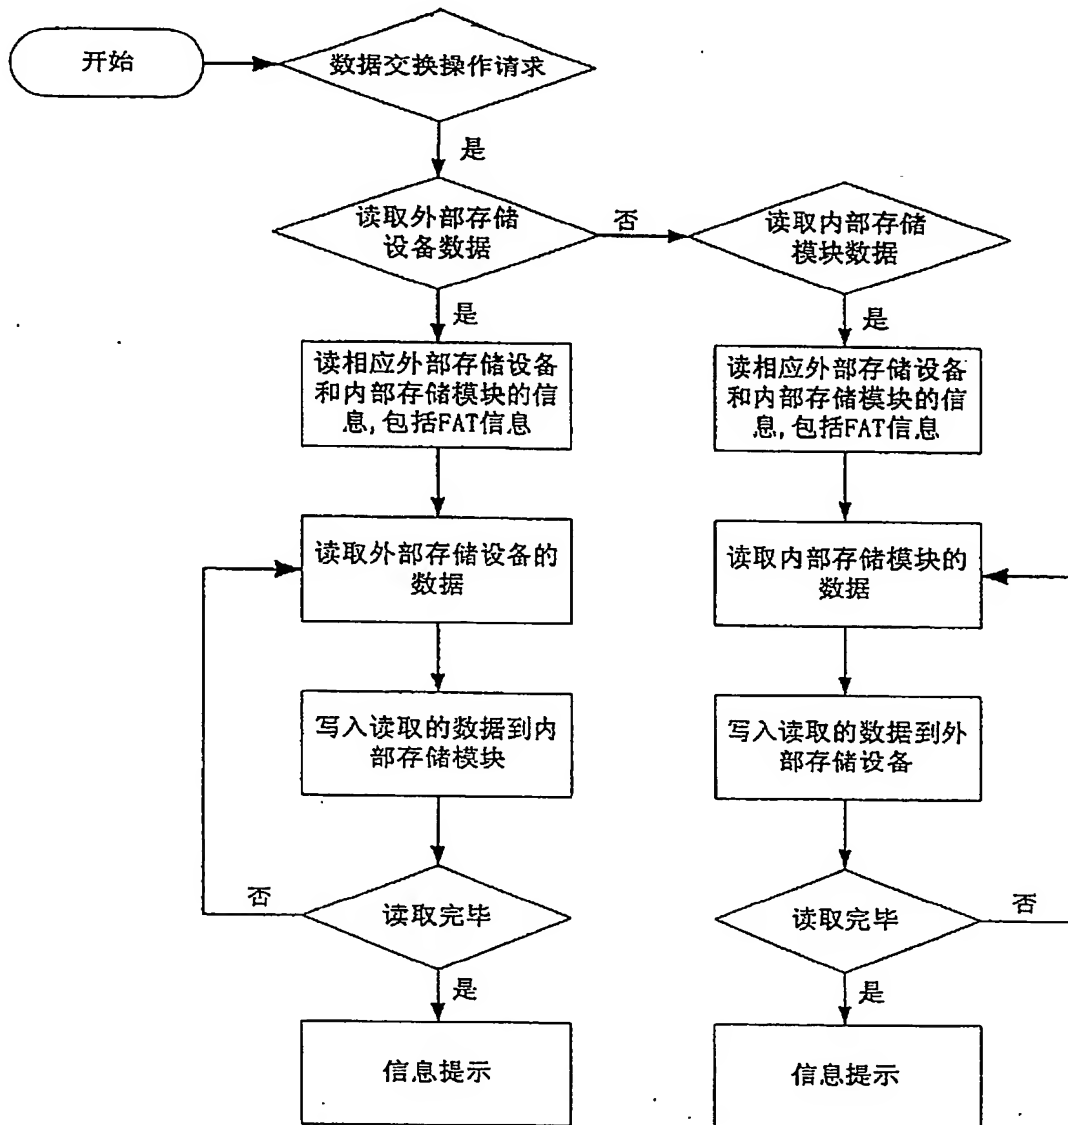 开始
数据交换操作请求
是
读取外部存储
设备数据
否
读取内部存储
模块数据
是
读相应外部存储设备
和内部存储模块的信
息,包括FAT信息
读取外部存储设备的
数据
写入读取的数据到内
部存储模块
否
读取完毕
是
信息提示
是
读相应外部存储设备
和内部存储模块的信
息,包括FAT信息
读取内部存储模块的
数据
写入读取的数据到外
部存储设备
读取完毕
否
是
信息提示